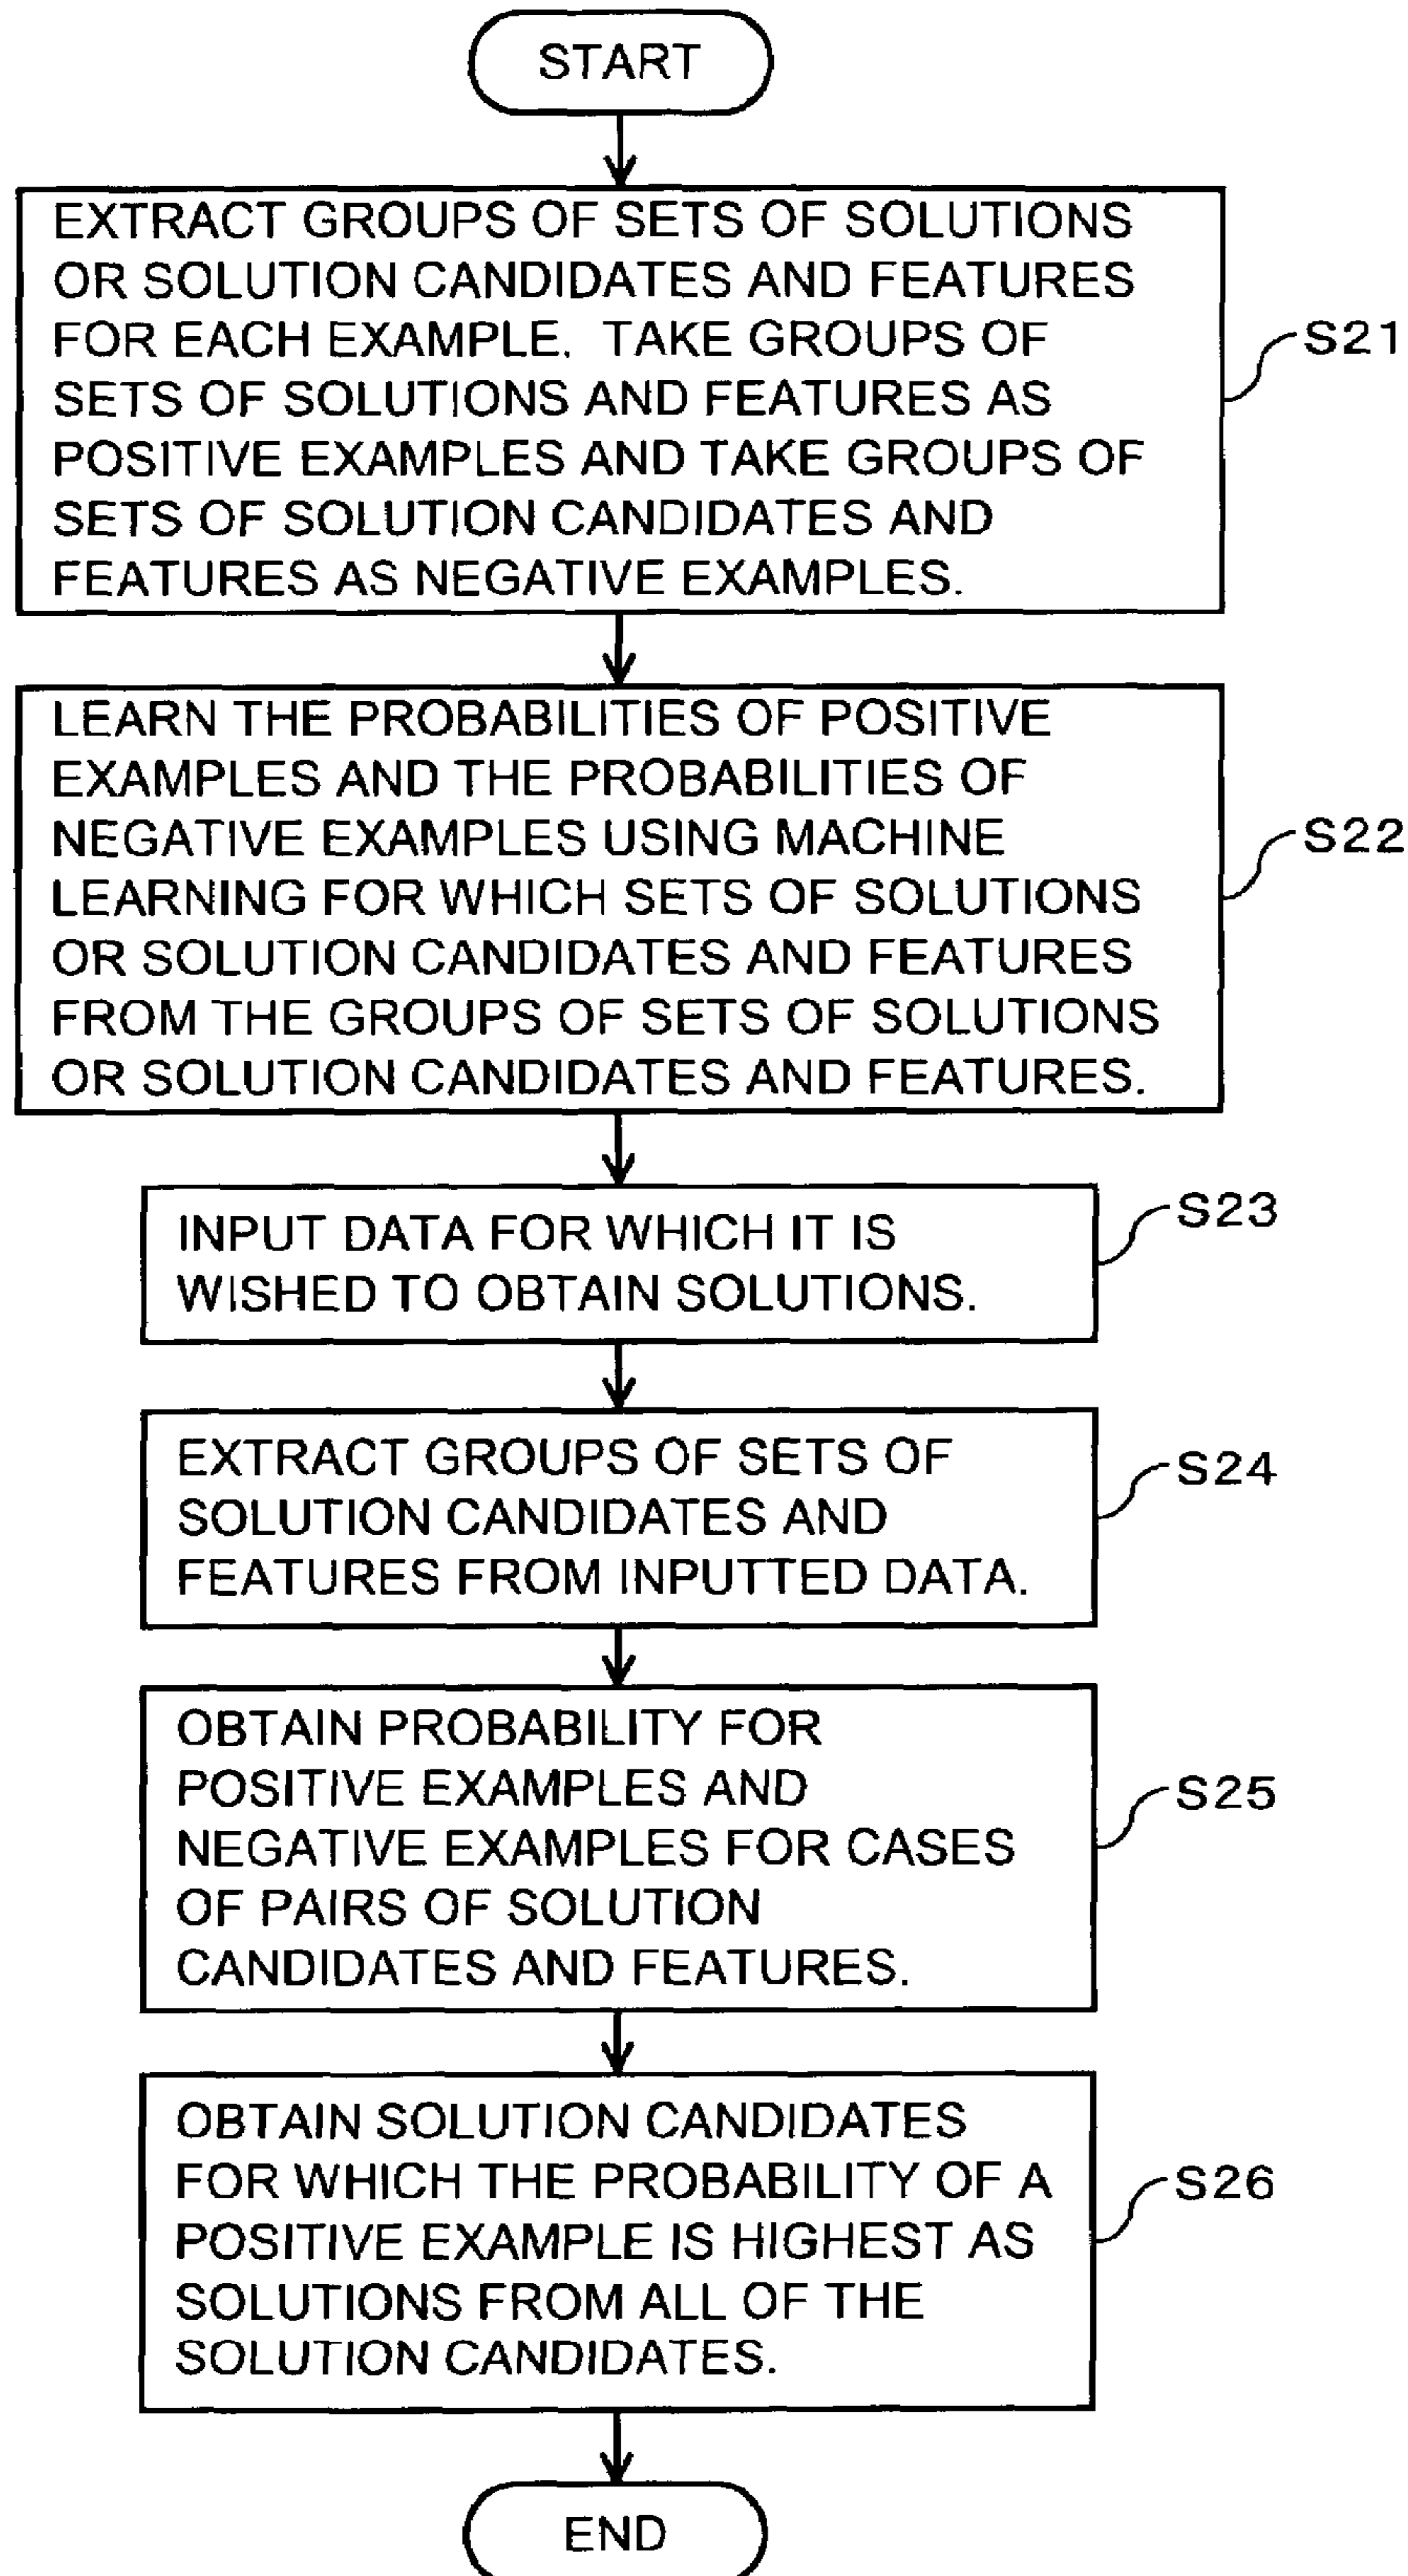 START
EXTRACT GROUPS OF SETS OF SOLUTIONS
OR SOLUTION CANDIDATES AND FEATURES
FOR EACH EXAMPLE. TAKE GROUPS OF
SETS OF SOLUTIONS AND FEATURES AS
POSITIVE EXAMPLES AND TAKE GROUPS OF
SETS OF SOLUTION CANDIDATES AND
FEATURES AS NEGATIVE EXAMPLES.
S21
LEARN THE PROBABILITIES OF POSITIVE
EXAMPLES AND THE PROBABILITIES OF
NEGATIVE EXAMPLES USING MACHINE
LEARNING FOR WHICH SETS OF SOLUTIONS
OR SOLUTION CANDIDATES AND FEATURES
FROM THE GROUPS OF SETS OF SOLUTIONS
OR SOLUTION CANDIDATES AND FEATURES.
S22
INPUT DATA FOR WHICH IT IS
WISHED TO OBTAIN SOLUTIONS.
S23
EXTRACT GROUPS OF SETS OF
SOLUTION CANDIDATES AND
FEATURES FROM INPUTTED DATA.
S24
OBTAIN PROBABILITY FOR
POSITIVE EXAMPLES AND
NEGATIVE EXAMPLES FOR CASES
OF PAIRS OF SOLUTION
CANDIDATES AND FEATURES.
S25
OBTAIN SOLUTION CANDIDATES
FOR WHICH THE PROBABILITY OF A
POSITIVE EXAMPLE IS HIGHEST AS
SOLUTIONS FROM ALL OF THE
SOLUTION CANDIDATES.
S26
END